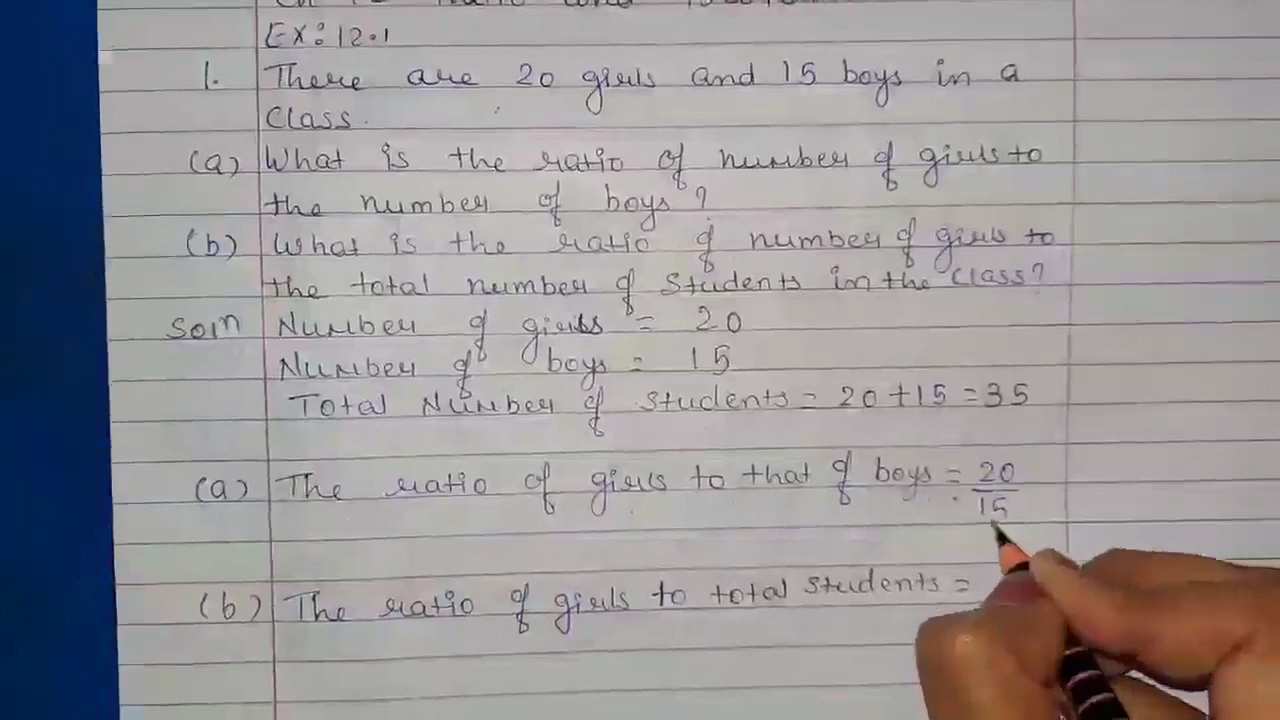 Ex: 12.1
1. There are 20 girls and 15 boys in a
Class.
(a) What is the ratio of number of girls to
the number of boys?
(b) What is the ratio of number of girls to
the total number of students in the class?
Soln Number of girls = 20
Number of boys = 15
Total Number of students = 20+15=35
(a) The ratio of girls to that of boys = 20
15
(b) The ratio of girls to total students =